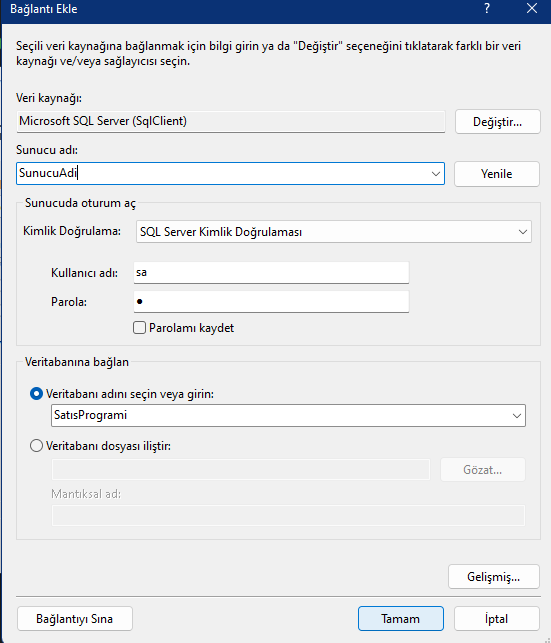 Bağlantı Ekle
?
Seçili veri kaynağına bağlanmak için bilgi girin ya da "Değiştir" seçeneğini tıklatarak farklı bir veri
kaynağı ve/veya sağlayıcısı seçin.
Veri kaynağı:
Microsoft SQL Server (SqlClient)
Değiştir...
Sunucu adı:
SunucuAdi
Yenile
Sunucuda oturum aç
Kimlik Doğrulama:
SQL Server Kimlik Doğrulaması
Kullanıcı adı:
sa
Parola:
●
Parolamı kaydet
Veritabanına bağlan
Veritabanı adını seçin veya girin:
SatısProgrami
Veritabanı dosyası iliştir:
Gözat...
Mantıksal ad:
Gelişmiş...
Bağlantıyı Sına
Tamam
İptal